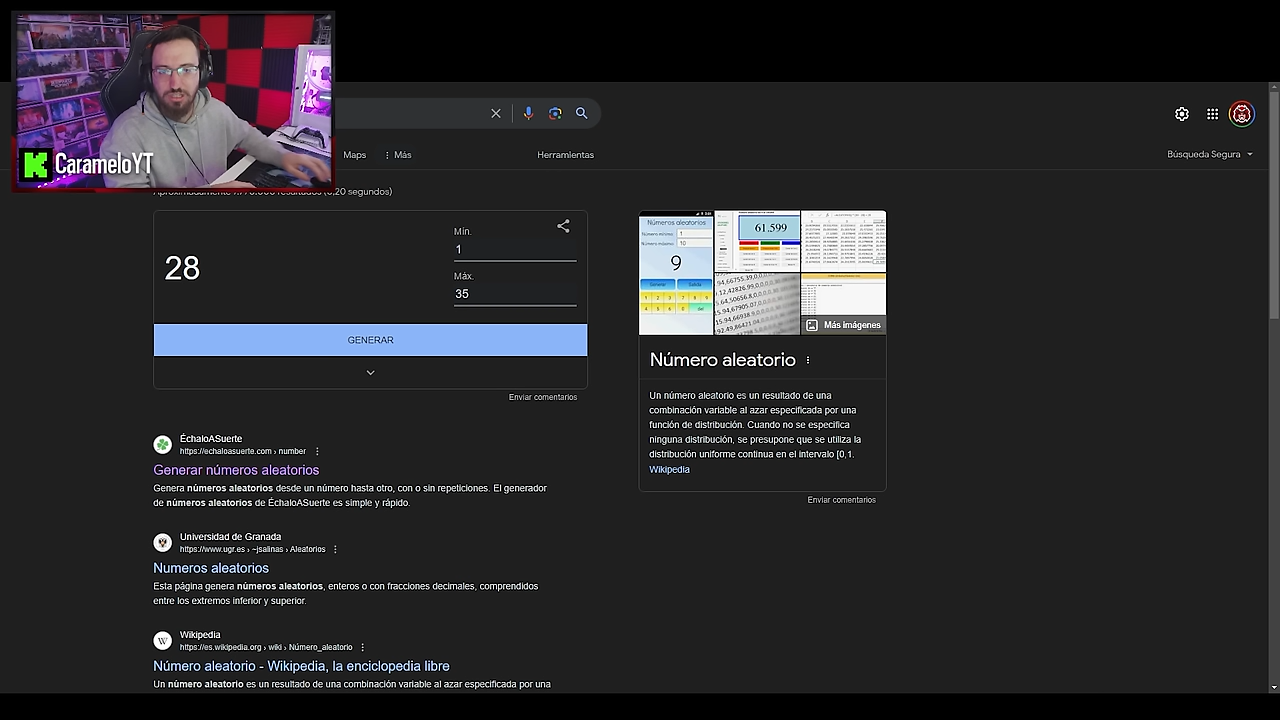 CarameloYT
Maps
Más
Herramientas
Búsqueda Segura
20 segundos)
28
Mín.
1
Máx.
35
GENERAR
Enviar comentarios
Números aleatorios
1
10
9
61.599
Más imágenes
Número aleatorio
Un número aleatorio es un resultado de una
combinación variable al azar especificada por una
función de distribución. Cuando no se especifica
ninguna distribución, se presupone que se utiliza la
distribución uniforme continua en el intervalo [0,1.
Wikipedia
Enviar comentarios
ÉchaloASuerte
https://echaloasuerte.com › number
Generar números aleatorios
Genera números aleatorios desde un número hasta otro, con o sin repeticiones. El generador
de números aleatorios de ÉchaloASuerte es simple y rápido.
Universidad de Granada
https://www.ugr.es › ~jsalinas › Aleatorios
Numeros aleatorios
Esta página genera números aleatorios, enteros o con fracciones decimales, comprendidos
entre los extremos inferior y superior.
W
Wikipedia
https://es.wikipedia.org › wiki › Número_aleatorio
Número aleatorio - Wikipedia, la enciclopedia libre
Un número aleatorio es un resultado de una combinación variable al azar especificada por una